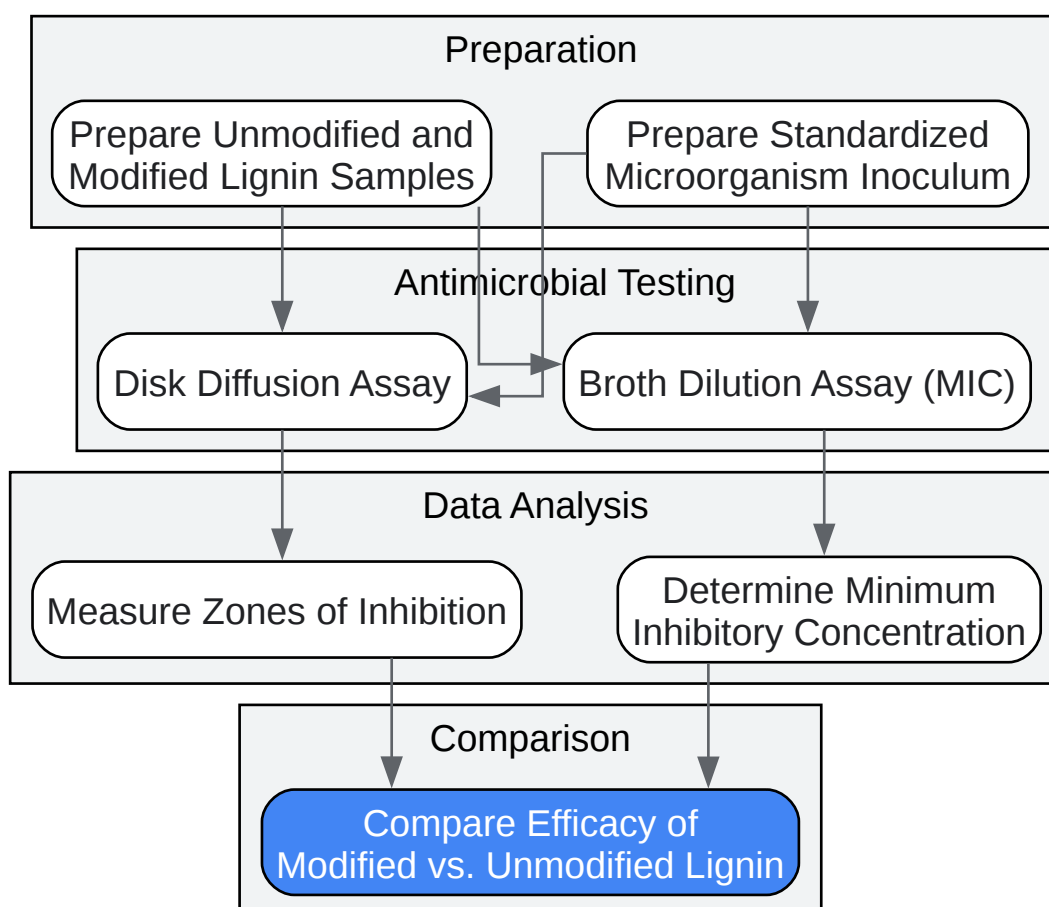 Preparation
Prepare Unmodified and
Modified Lignin Samples
Prepare Standardized
Microorganism Inoculum
Antimicrobial Testing
Disk Diffusion Assay
Broth Dilution Assay (MIC)
Data Analysis
Measure Zones of Inhibition
Determine Minimum
Inhibitory Concentration
Comparison
Compare Efficacy of
Modified vs. Unmodified Lignin